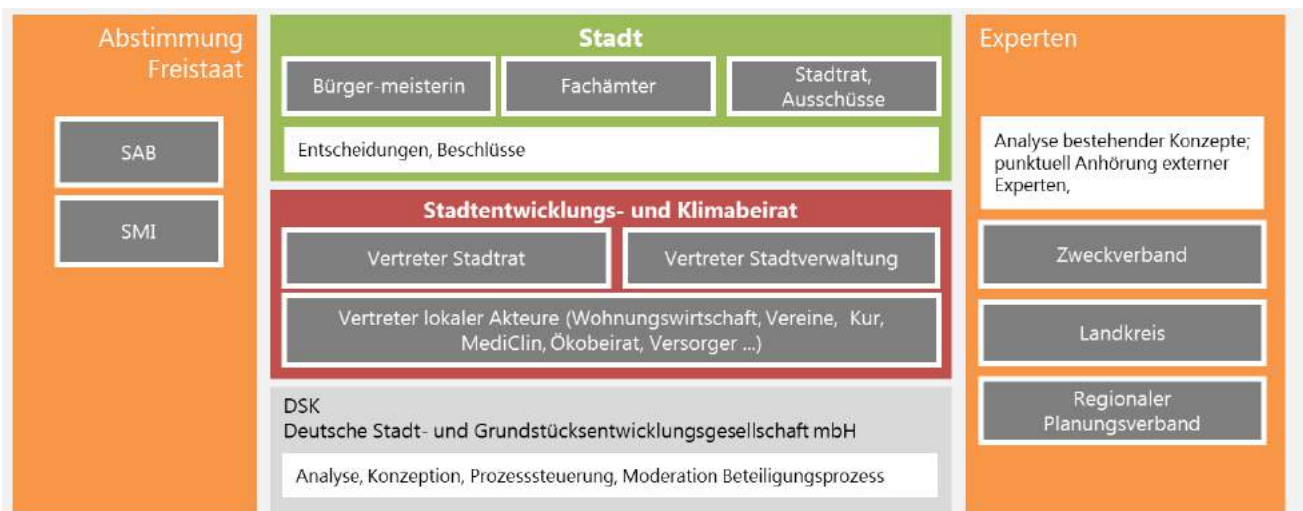 Abstimmung
Freistaat
SAB
SMI
Stadt
Bürger-meisterin
Fachämter
Stadtrat,
Ausschüsse
Entscheidungen, Beschlüsse
Stadtentwicklungs- und Klimabeirat
Vertreter Stadtrat
Vertreter Stadtverwaltung
Vertreter lokaler Akteure (Wohnungswirtschaft, Vereine, Kur,
MediClin, Ökobeirat, Versorger ...)
DSK
Deutsche Stadt- und Grundstücksentwicklungsgesellschaft mbH
Analyse, Konzeption, Prozesssteuerung, Moderation Beteiligungsprozess
Experten
Analyse bestehender Konzepte;
punktuell Anhörung externer
Experten,
Zweckverband
Landkreis
Regionaler
Planungsverband